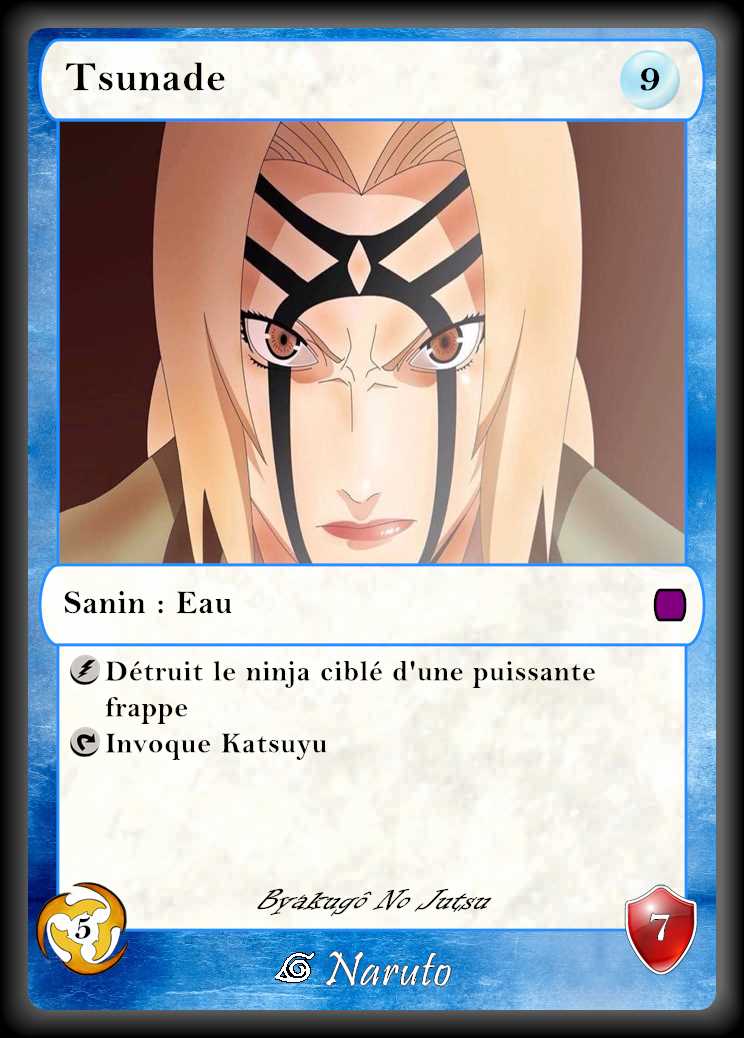 Tsunade
9
Sanin : Eau
Détruit le ninja ciblé d'une puissante
frappe
Invoque Katsuyu
Byakugô No Jutsu
5
7
Naruto